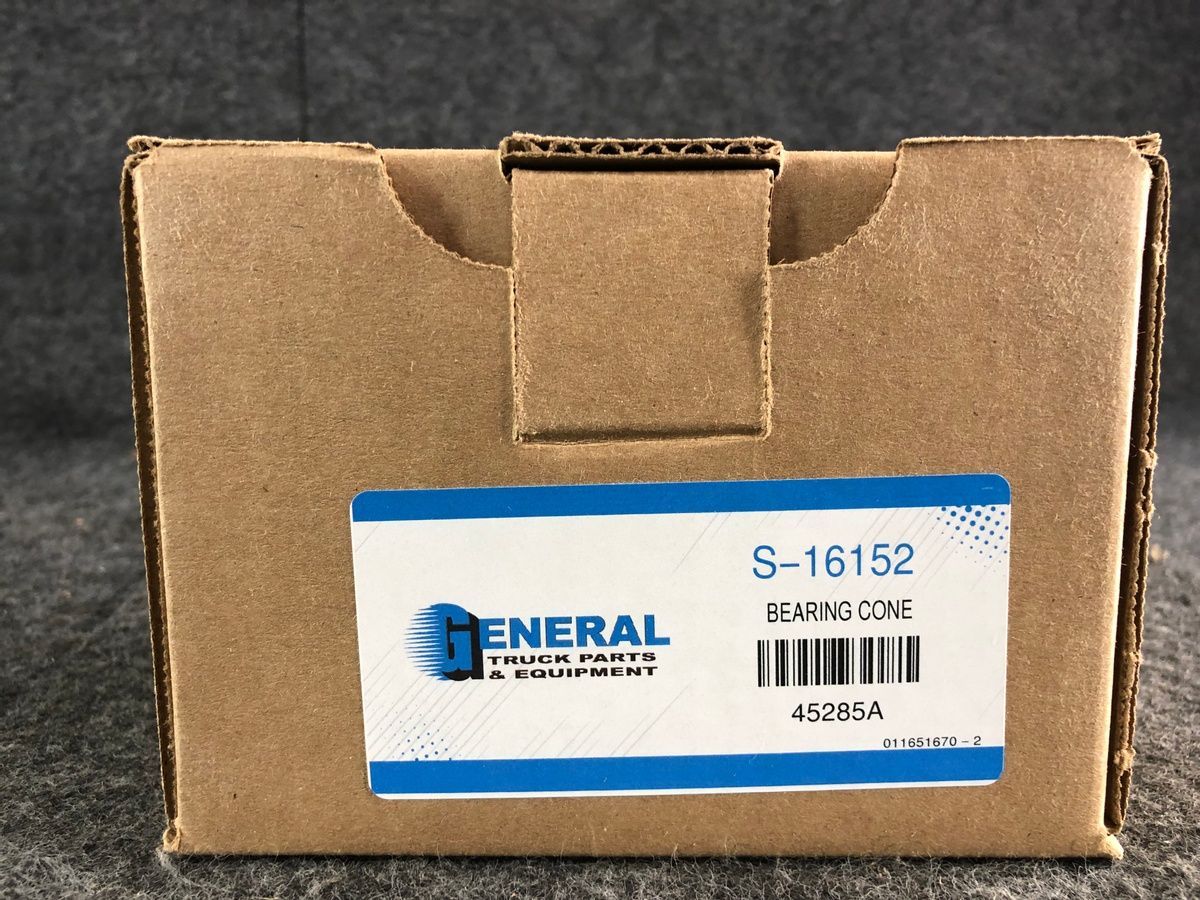 GENERAL
TRUCK PARTS
& EQUIPMENT
S-16152
BEARING CONE
45285A
011651670-2